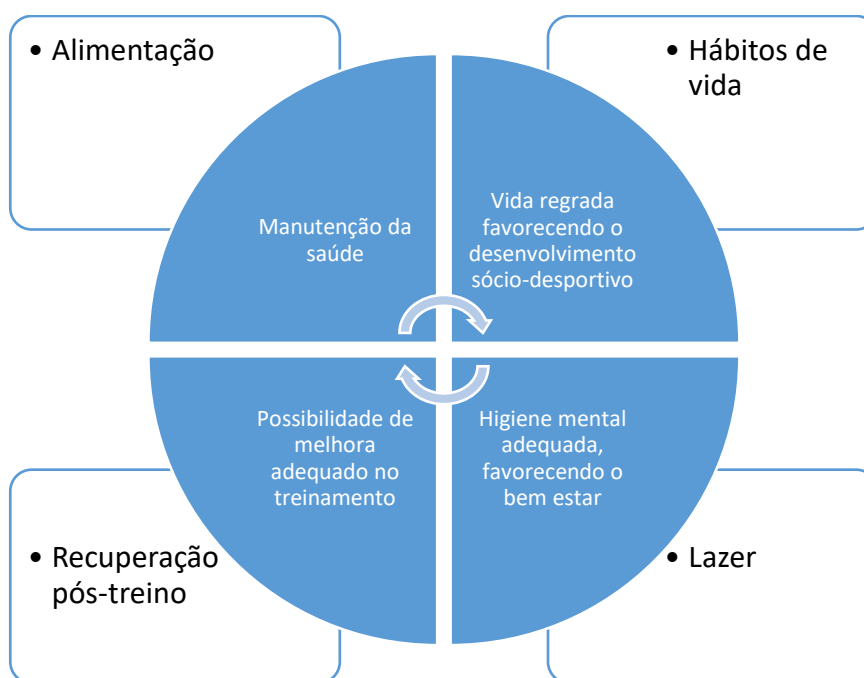 • Alimentação
• Hábitos de
vida
Manutenção da
saúde
Vida regrada
favorecendo o
desenvolvimento
sócio-desportivo
Possibilidade de
melhora
adequado no
treinamento
Higiene mental
adequada,
favorecendo o
bem estar
• Recuperação
pós-treino
• Lazer